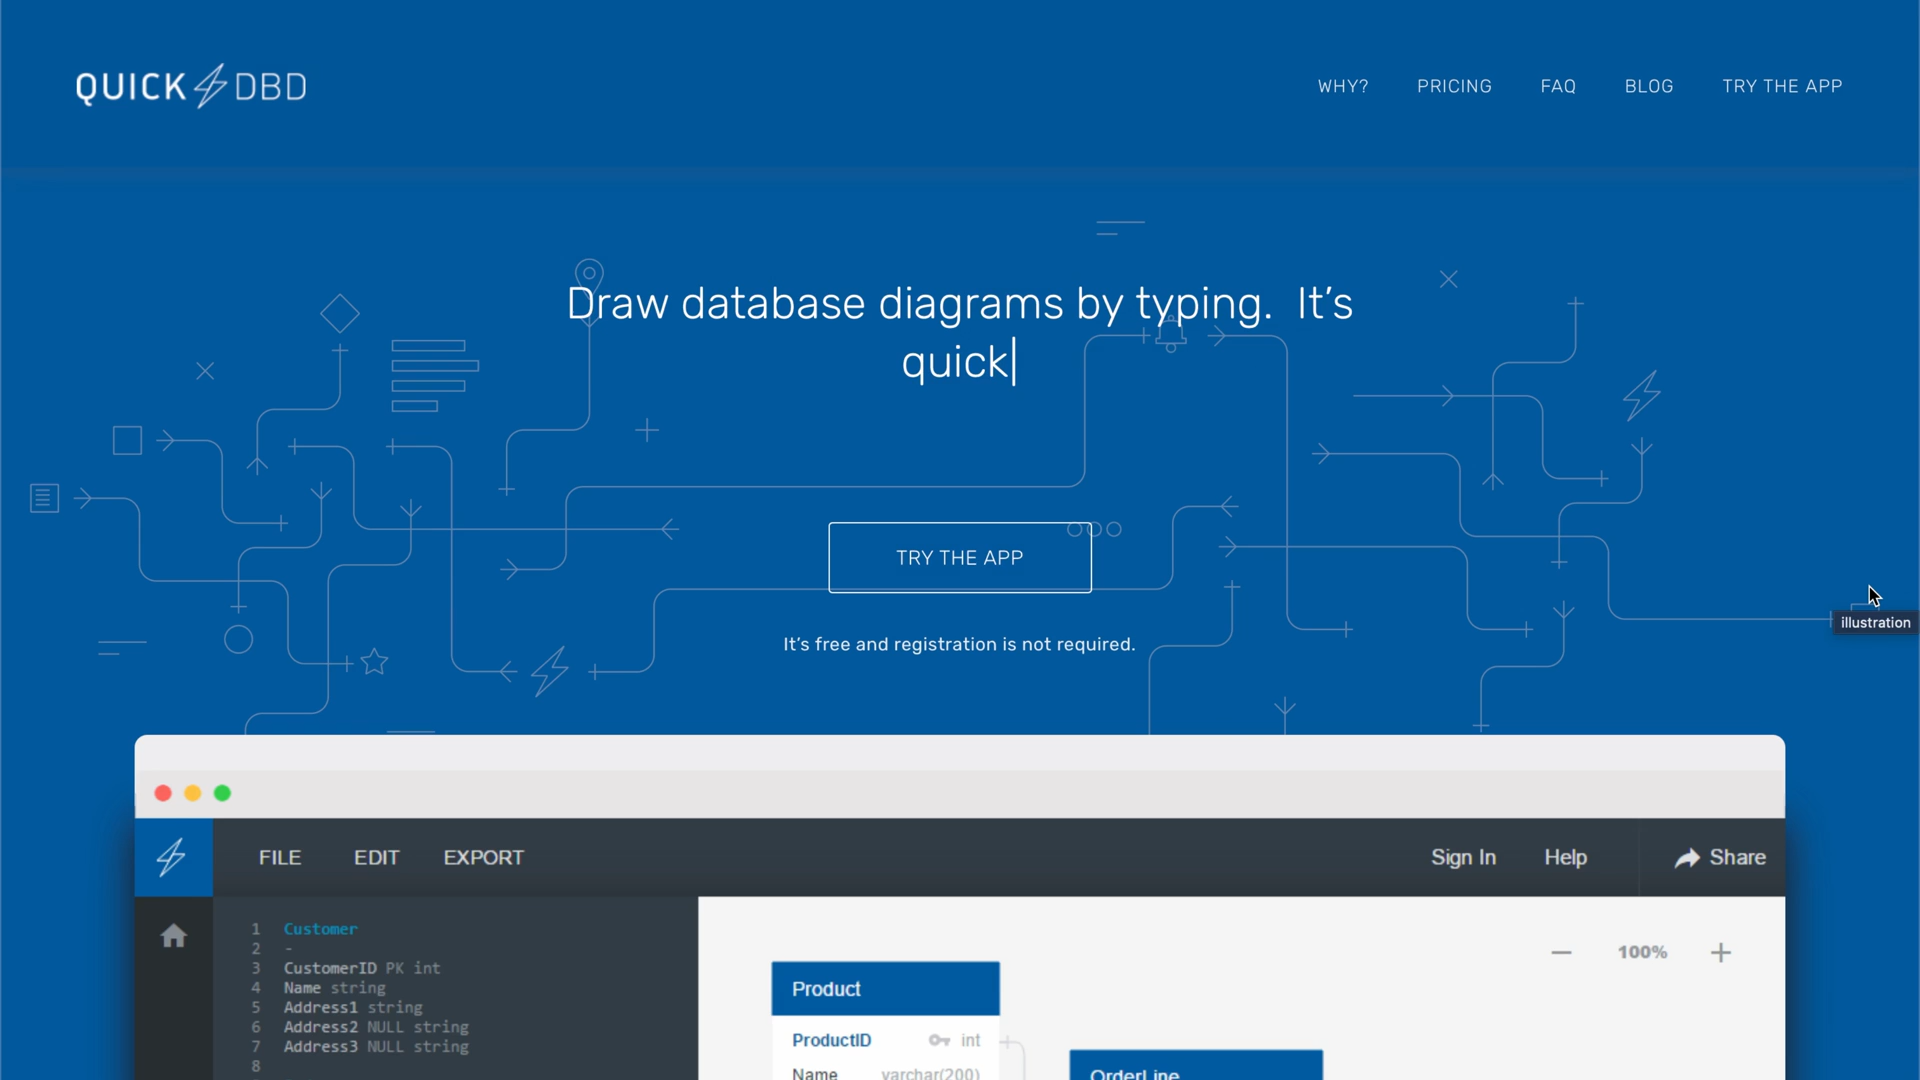 QUICK DBD
WHY? PRICING FAQ BLOG TRY THE APP
Draw database diagrams by typing. It’s
quick
TRY THE APP
It’s free and registration is not required.
illustration
FILE EDIT EXPORT Sign In Help Share
1 Customer
2 -
3 CustomerID PK int
4 Name string
5 Address1 string
6 Address2 NULL string
7 Address3 NULL string
8
100%
Product
ProductID int
Name varchar(200)
OrderLine